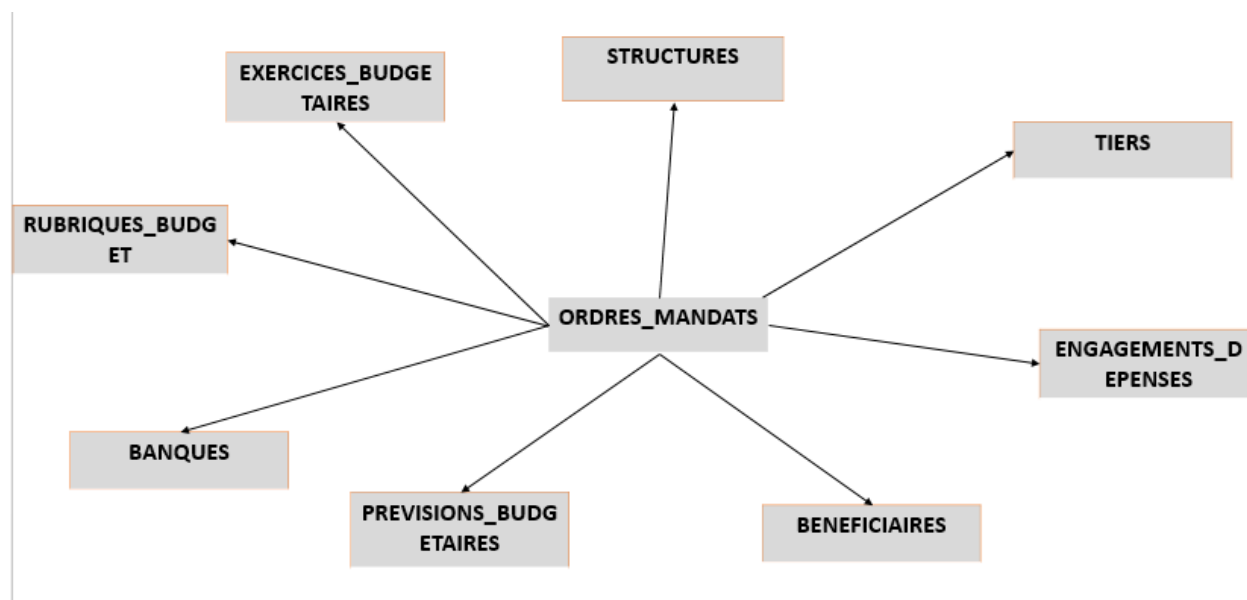 STRUCTURES
EXERCICES_BUDGE
TAIRES
TIERS
RUBRIQUES_BUDG
ET
ORDRES_MANDATS
ENGAGEMENTS_D
EPENSES
BANQUES
PREVISIONS_BUDG
ETAIRES
BENEFICIAIRES